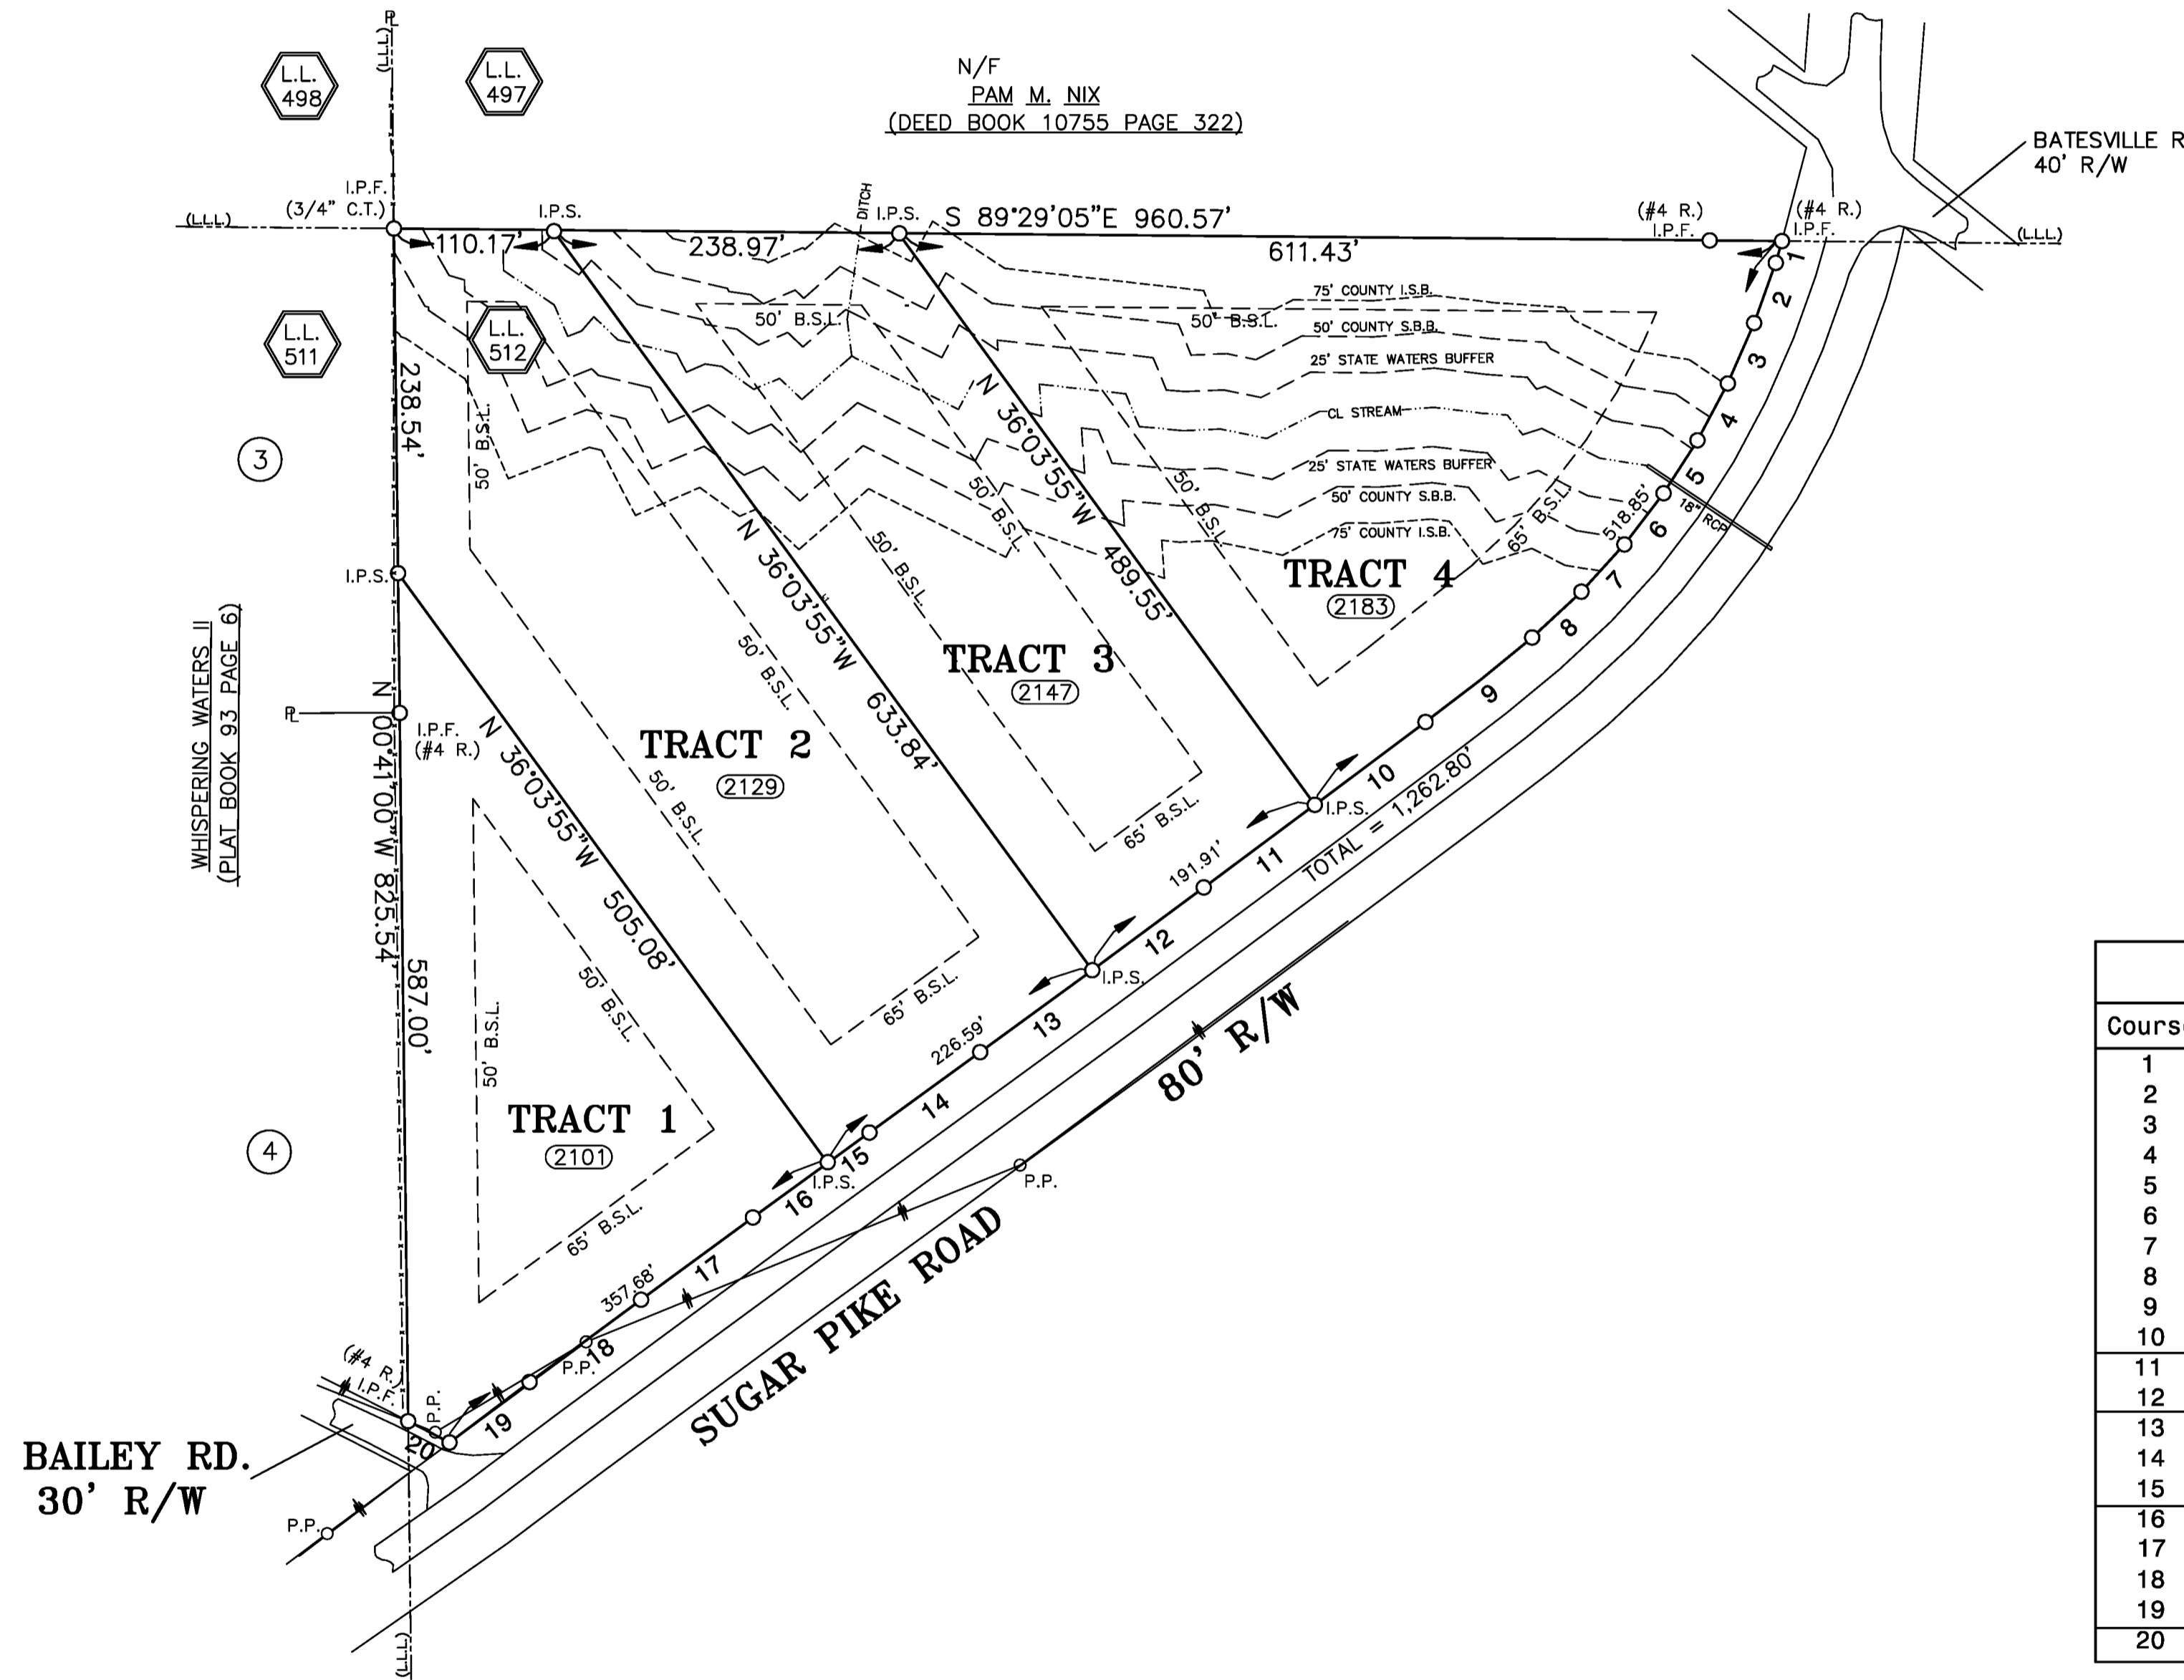 P̲L
(L.L.L.)
L.L.
498
L.L.
497
N/F
PAM M. NIX
(DEED BOOK 10755 PAGE 322)
BATESVILLE R
40' R/W
I.P.F.
(3/4" C.T.)
(L.L.L.)
I.P.S.
DITCH
I.P.S.
S 89°29'05"E 960.57'
(#4 R.)
I.P.F.
(#4 R.)
I.P.F.
(L.L.L.)
110.17'
238.97'
611.43'
1
2
3
4
5
6
7
8
9
10
11
12
13
14
15
16
17
18
19
20
75' COUNTY I.S.B.
50' B.S.L.
50' B.S.L.
50' COUNTY S.B.B.
25' STATE WATERS BUFFER
CL STREAM
25' STATE WATERS BUFFER
50' COUNTY S.B.B.
75' COUNTY I.S.B.
L.L.
511
L.L.
512
238.54'
50' B.S.L.
3
N 36°03'55"W 489.55'
50' B.S.L.
50' B.S.L.
65' B.S.L.
518.85'
18" RCP
TRACT 4
2183
I.P.S.
N 36°03'55"W 633.84'
50' B.S.L.
TRACT 3
2147
WHISPERING WATERS II
(PLAT BOOK 93 PAGE 6)
PL
I.P.F.
(#4 R.)
N 00°41'00"W 825.54'
N 36°03'55"W 505.08'
50' B.S.L.
TRACT 2
2129
50' B.S.L.
65' B.S.L.
I.P.S.
TOTAL = 1,262.80'
191.91'
587.00'
50' B.S.L.
50' B.S.L.
65' B.S.L.
I.P.S.
226.59'
80' R/W
4
TRACT 1
2101
65' B.S.L.
I.P.S.
P.P.
357.68'
P.P.
SUGAR PIKE ROAD
(#4 R.)
I.P.F.
P.P.
BAILEY RD.
30' R/W
P.P.
(L.L.L.)
Cours
1
2
3
4
5
6
7
8
9
10
11
12
13
14
15
16
17
18
19
20